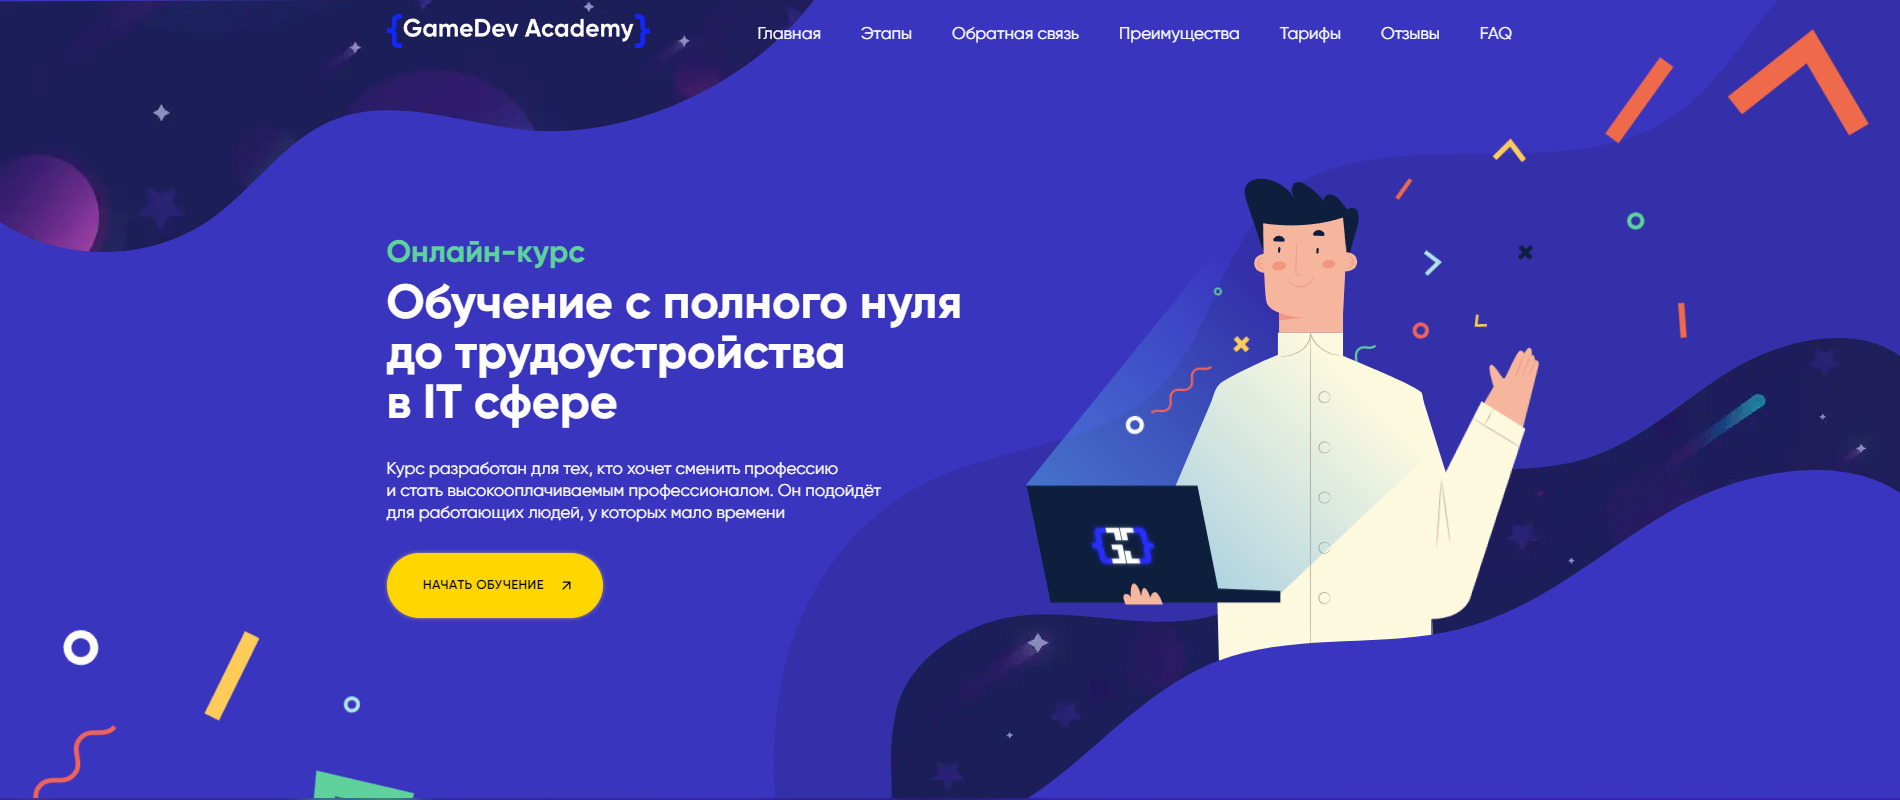 {GameDev Academy}
Главная Этапы Обратная связь Преимущества Тарифы Отзывы FAQ
Онлайн-курс
Обучение с полного нуля
до трудоустройства
в IT сфере
Курс разработан для тех, кто хочет сменить профессию
и стать высокооплачиваемым профессионалом. Он подойдёт
для работающих людей, у которых мало времени
НАЧАТЬ ОБУЧЕНИЕ